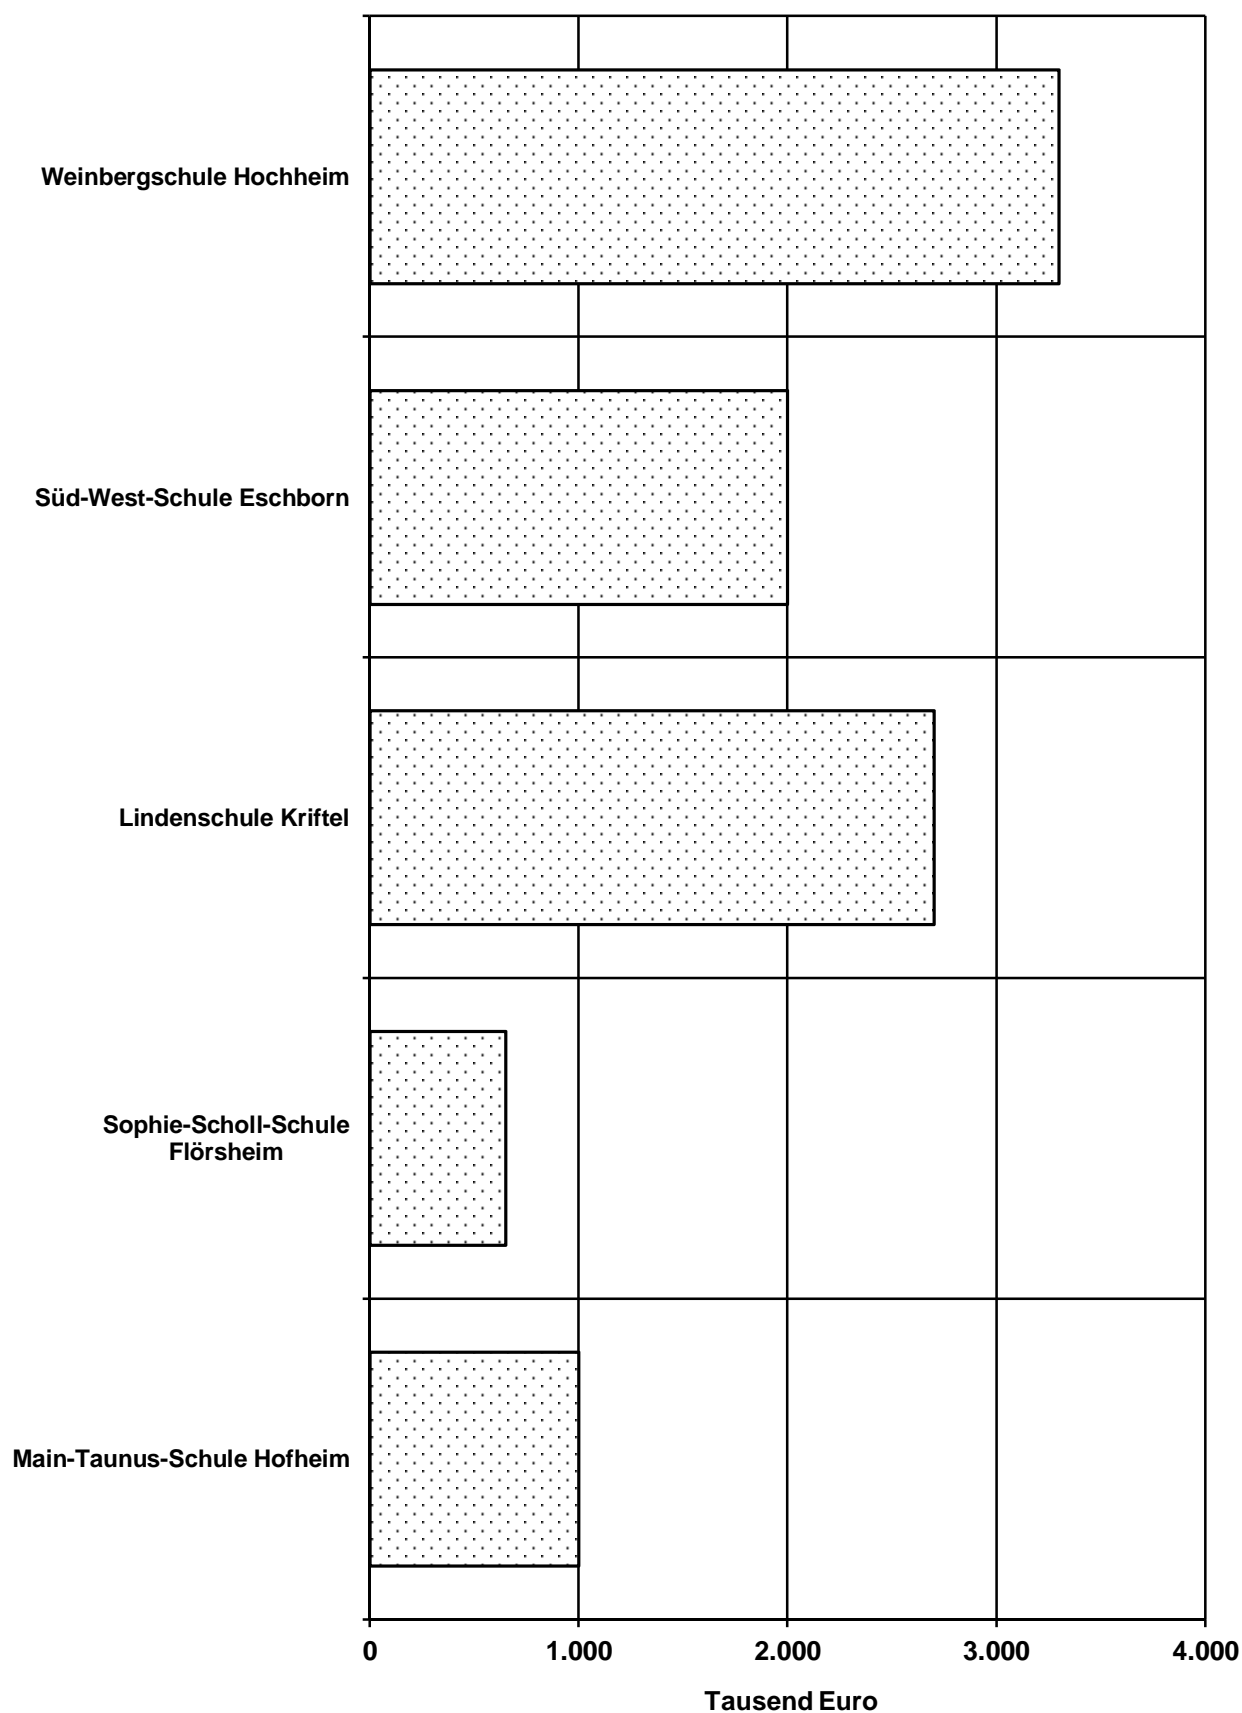 Weinbergschule Hochheim
Süd-West-Schule Eschborn
Lindenschule Kriftel
Sophie-Scholl-Schule
Flörsheim
Main-Taunus-Schule Hofheim
0 1.000 2.000 3.000 4.000
Tausend Euro